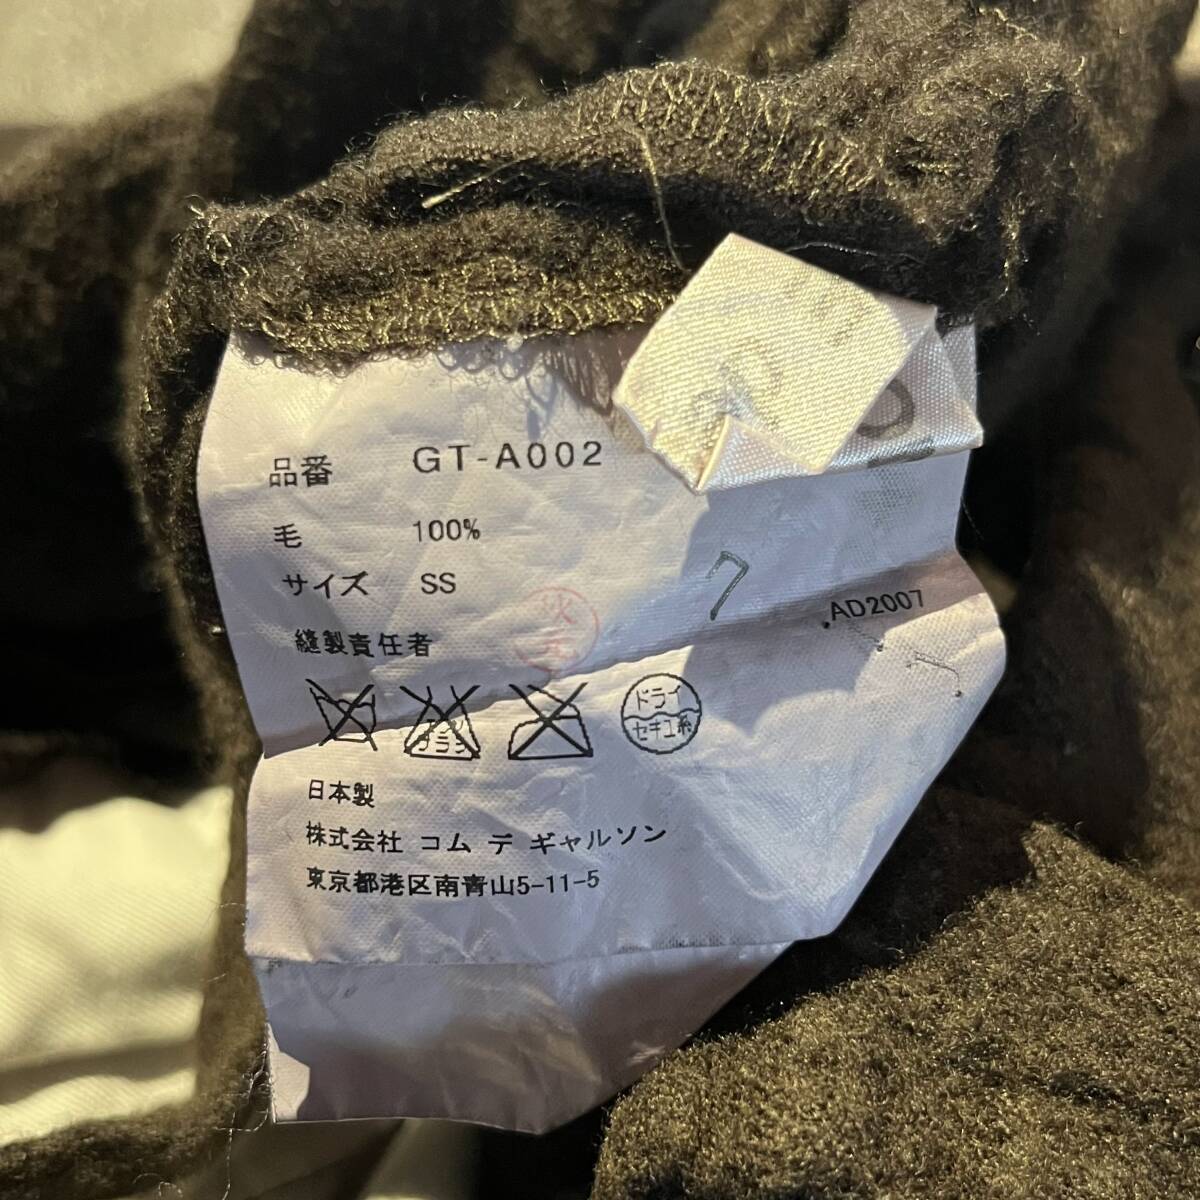 品番 GT-A002
毛 100%
サイズ SS
7
AD2007
縫製責任者
ドライ
セキユ系
日本製
株式会社 コム デ ギャルソン
東京都港区南青山5-11-5